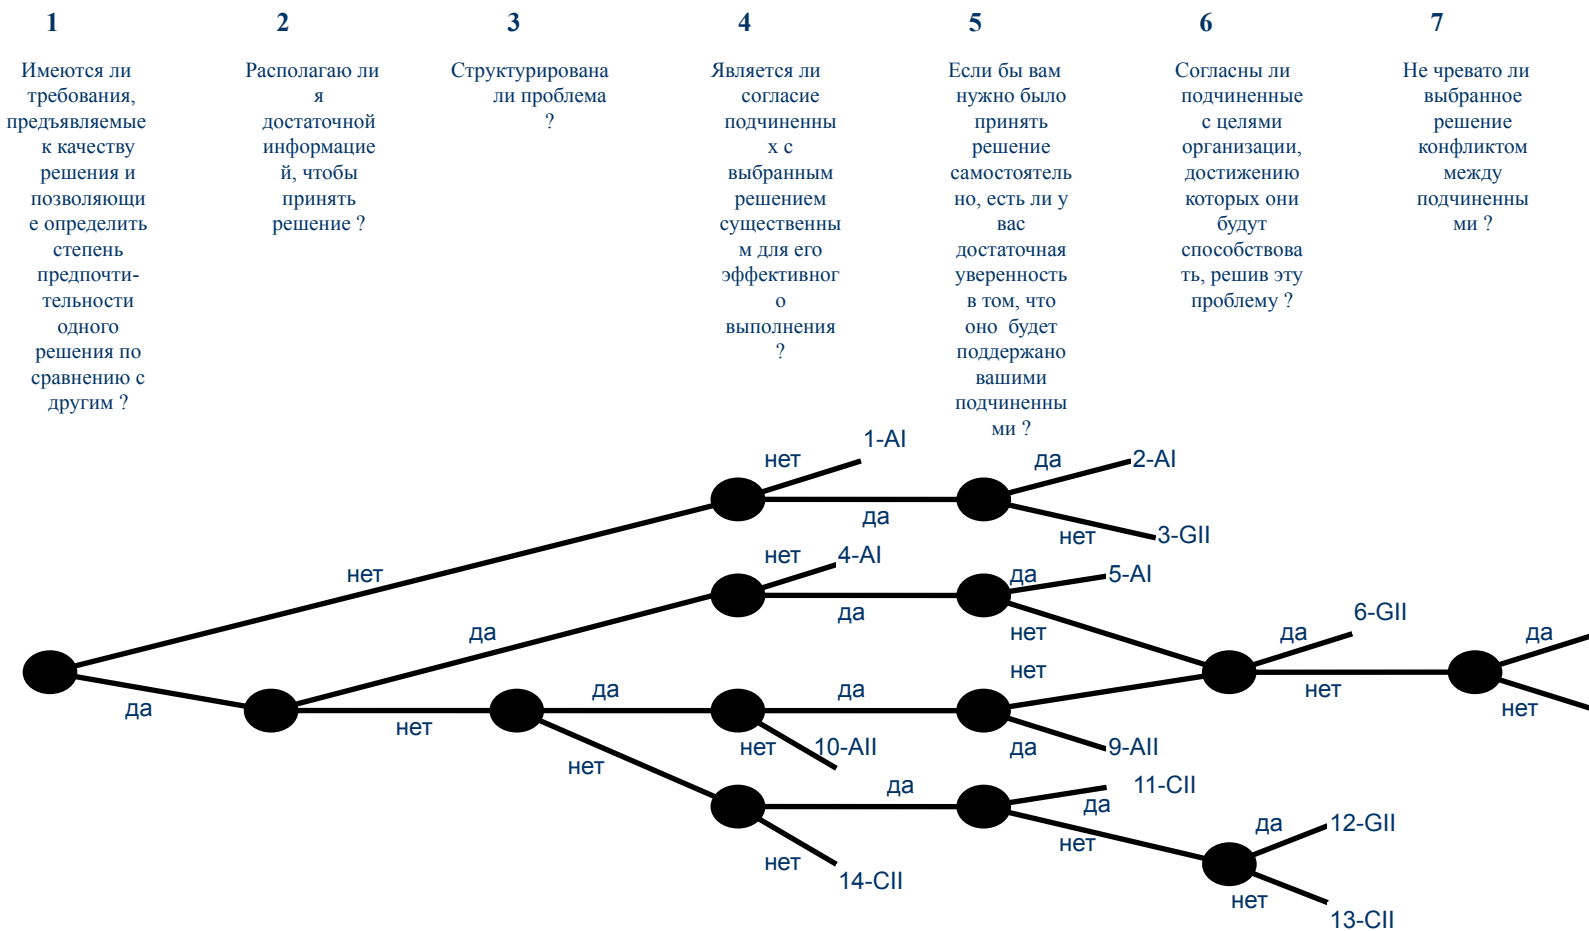 1
Имеются ли
требования,
предъявляемые
к качеству
решения и
позволяющи
е определить
степень
предпочти-
тельности
одного
решения по
сравнению с
другим ?
2
Располагаю ли
я
достаточной
информацие
й, чтобы
принять
решение ?
3
Структурирована
ли проблема
?
4
Является ли
согласие
подчиненны
х с
выбранным
решением
существенны
м для его
эффективног
о
выполнения
?
5
Если бы вам
нужно было
принять
решение
самостоятель
но, есть ли у
вас
достаточная
уверенность
в том, что
оно будет
поддержано
вашими
подчиненны
ми ?
6
Согласны ли
подчиненные
с целями
организации,
достижению
которых они
будут
способствова
ть, решив эту
проблему ?
7
Не чревато ли
выбранное
решение
конфликтом
между
подчиненны
ми ?
нет
1-AI
да
2-AI
да
нет
3-GII
нет
нет
4-AI
да
5-AI
да
да
нет
6-GII
да
да
нет
да
да
нет
нет
да
нет
нет
10-AII
да
9-AII
нет
да
11-CII
да
нет
да
12-GII
нет
14-CII
нет
13-CII